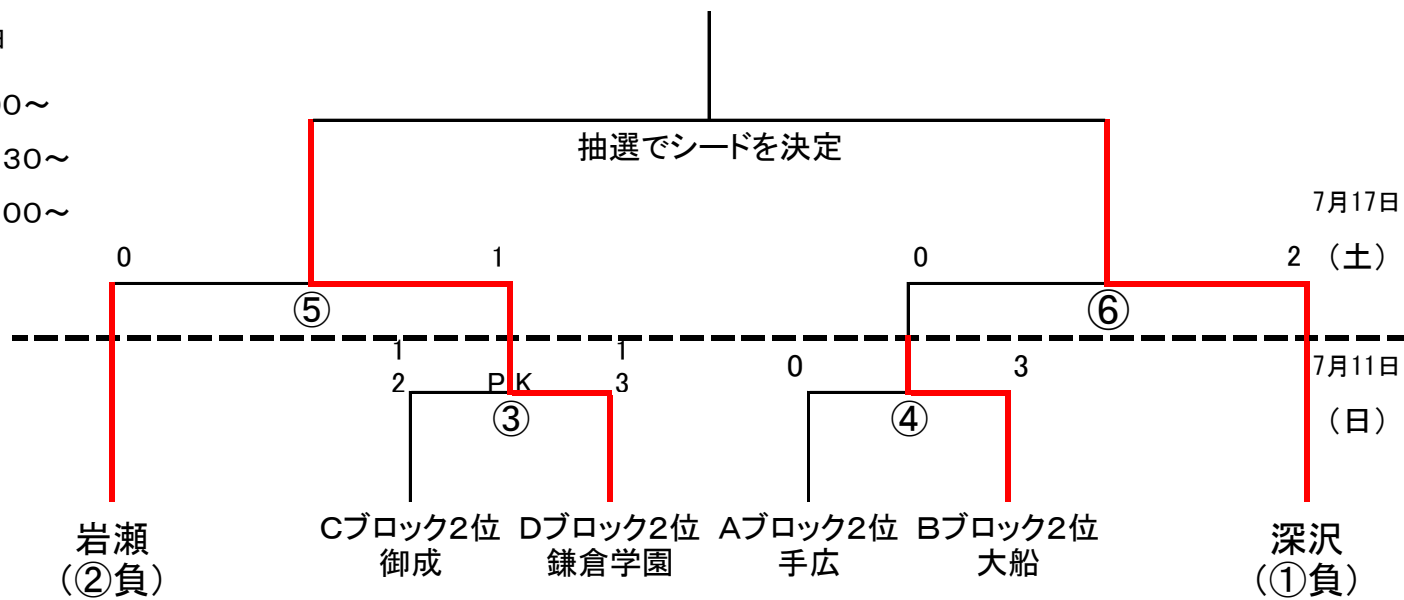 日
00～
抽選でシードを決定
30～
00～
7月17日
0 1 0 2 （土）
⑤ ⑥
1 1
0 3 7月11日
2 PK 3
③ ④ （日）
Cブロック2位 Dブロック2位 Aブロック2位 Bブロック2位
岩瀬 深沢
御成 鎌倉学園 手広 大船
（②負） （①負）